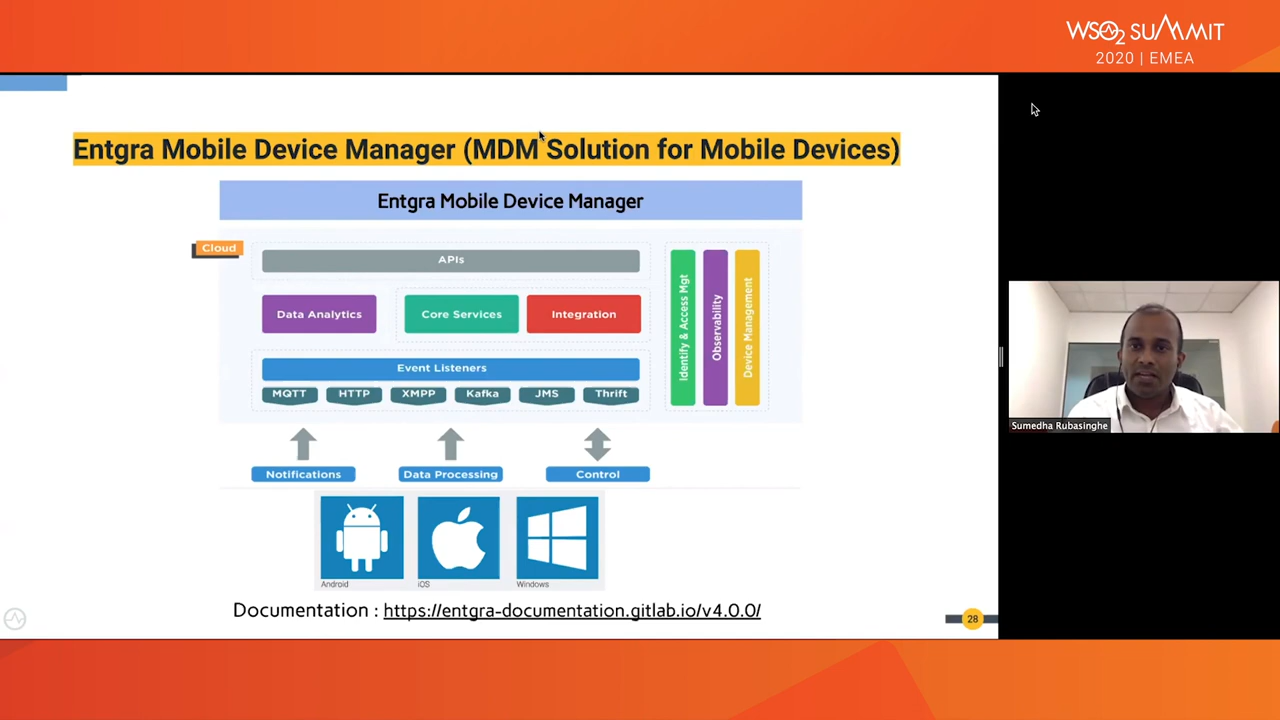 WSO2 SUMMIT
2020 | EMEA
Entgra Mobile Device Manager (MDM Solution for Mobile Devices)
Entgra Mobile Device Manager
Cloud
APIs
Data Analytics
Core Services
Integration
Event Listeners
MQTT
HTTP
XMPP
Kafka
JMS
Thrift
Identify & Access Mgt
Observability
Device Management
Notifications
Data Processing
Control
Android
iOS
Windows
Documentation : https://entgra-documentation.gitlab.io/v4.0.0/
28
Sumedha Rubasinghe